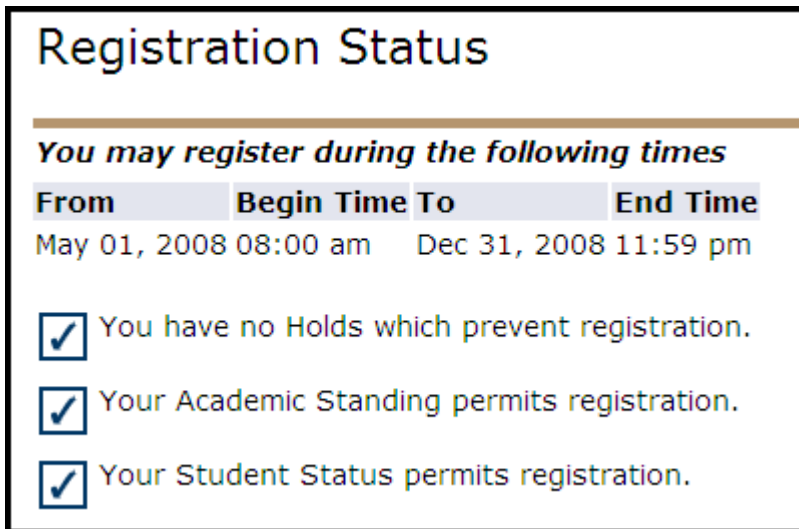 Registration Status
You may register during the following times
From Begin Time To End Time
May 01, 2008 08:00 am Dec 31, 2008 11:59 pm
You have no Holds which prevent registration.
Your Academic Standing permits registration.
Your Student Status permits registration.